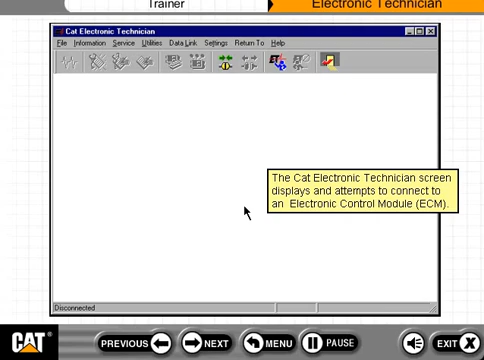 Trainer
Electronic Technician
Cat Electronic Technician
File Information Service Utilities Data Link Settings Return To Help
The Cat Electronic Technician screen
displays and attempts to connect to
an Electronic Control Module (ECM).
Disconnected
CAT PREVIOUS NEXT MENU PAUSE EXIT X